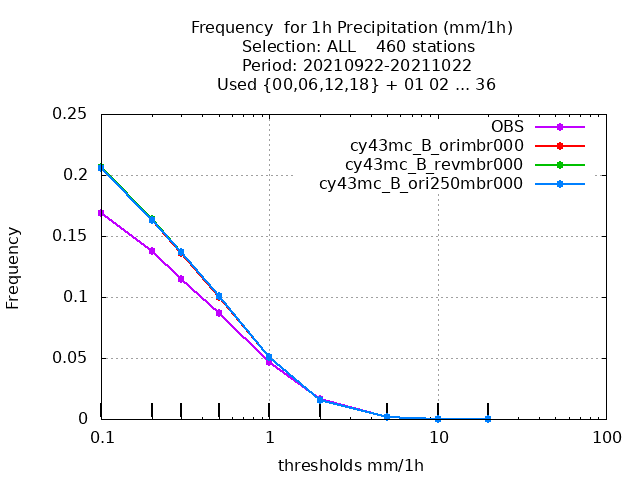 Frequency  for 1h Precipitation (mm/1h)
Selection: ALL    460 stations
Period: 20210922-20211022
Used {00,06,12,18} + 01 02 ... 36
OBS
cy43mc_B_orimbr000
cy43mc_B_revmbr000
cy43mc_B_ori250mbr000
Frequency
0.25
0.2
0.15
0.1
0.05
0
0.1 1 10 100
thresholds mm/1h